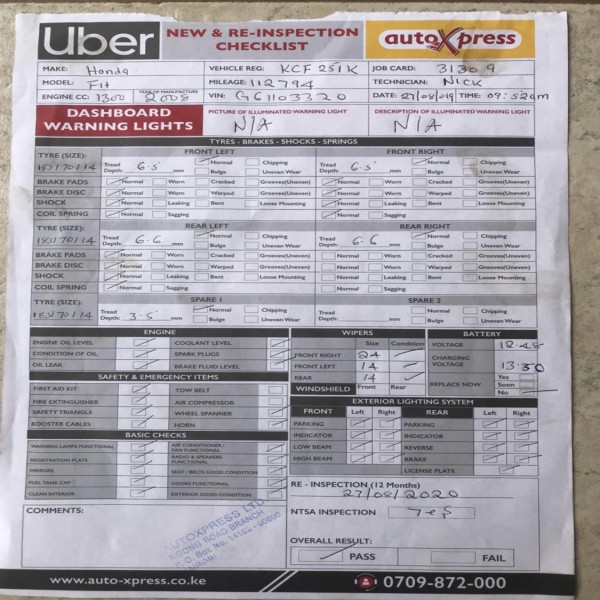 Uber NEW & RE-INSPECTION CHECKLIST autoXpress
MAKE: Honda VEHICLE REG: KCF 251K JOB CARD: 31309
MODEL: Fit MILEAGE: 112794 TECHNICIAN: NICK
ENGINE CC: 1300 YEAR OF MANUFACTURE 2008 VIN: G61103320 DATE: 27/08/019 TIME: 09:52am
DASHBOARD WARNING LIGHTS PICTURE OF ILLUMINATED WARNING LIGHT N/A DESCRIPTION OF ILLUMINATED WARNING LIGHT N/A
TYRES - BRAKES - SHOCKS - SPRINGS
FRONT LEFT FRONT RIGHT
TYRE (SIZE): 185/70/14 Tread Depth: 6.5 mm Normal Chipping Bulge Uneven Wear Tread Depth: 6.5 mm Normal Chipping Bulge Uneven Wear
BRAKE PADS Normal Worn Cracked Grooves(Uneven) Normal Worn Cracked Grooves(Uneven)
BRAKE DISC Normal Worn Warped Grooves(Uneven) Normal Worn Warped Grooves(Uneven)
SHOCK Normal Leaking Bent Loose Mounting Normal Leaking Bent Loose Mounting
COIL SPRING Normal Sagging Normal Sagging
REAR LEFT REAR RIGHT
TYRE (SIZE): 185/70/14 Tread Depth: 6.6 mm Normal Chipping Bulge Uneven Wear Tread Depth: 6.6 mm Normal Chipping Bulge Uneven Wear
BRAKE PADS Normal Worn Cracked Grooves(Uneven) Normal Worn Cracked Grooves(Uneven)
BRAKE DISC Normal Worn Warped Grooves(Uneven) Normal Worn Warped Grooves(Uneven)
SHOCK Normal Leaking Bent Loose Mounting Normal Leaking Bent Loose Mounting
COIL SPRING Normal Sagging Normal Sagging
SPARE 1 SPARE 2
TYRE (SIZE): 185/70/14 Tread Depth: 3.5 mm Normal Chipping Bulge Uneven Wear Tread Depth: mm Normal Chipping Bulge Uneven Wear
ENGINE
ENGINE OIL LEVEL COOLANT LEVEL
CONDITION OF OIL SPARK PLUGS
OIL LEAK BRAKE FLUID LEVEL
SAFETY & EMERGENCY ITEMS
FIRST AID KIT TOW BELT
FIRE EXTINGUISHER AIR COMPRESSOR
SAFETY TRIANGLE WHEEL SPANNER
BOOSTER CABLES HORN
BASIC CHECKS
WARNING LAMPS FUNCTIONAL AIR CONDITIONER / FAN FUNCTIONAL
REGISTRATION PLATES RADIO & SPEAKERS FUNCTIONAL
MIRRORS SEAT - BELTS GOOD CONDITION
FUEL TANK CAP DOORS FUNCTIONAL
CLEAN INTERIOR EXTERIOR GOOD CONDITION
WIPERS
Size Condition
FRONT RIGHT 24
FRONT LEFT 14
REAR 14
WINDSHIELD Front Rear
BATTERY
VOLTAGE 12.48
CHARGING VOLTAGE 13.30
REPLACE NOW Yes Soon No
EXTERIOR LIGHTING SYSTEM
FRONT Left Right REAR Left Right
PARKING PARKING
INDICATOR INDICATOR
LOW BEAM REVERSE
HIGH BEAM BRAKE
LICENSE PLATE
RE - INSPECTION (12 Months)
27/08/2020
NTSA INSPECTION Yes
COMMENTS:
AUTOXPRESS LTD
NGONG ROAD BRANCH
OVERALL RESULT:
PASS FAIL
www.auto-xpress.co.ke 0709-872-000